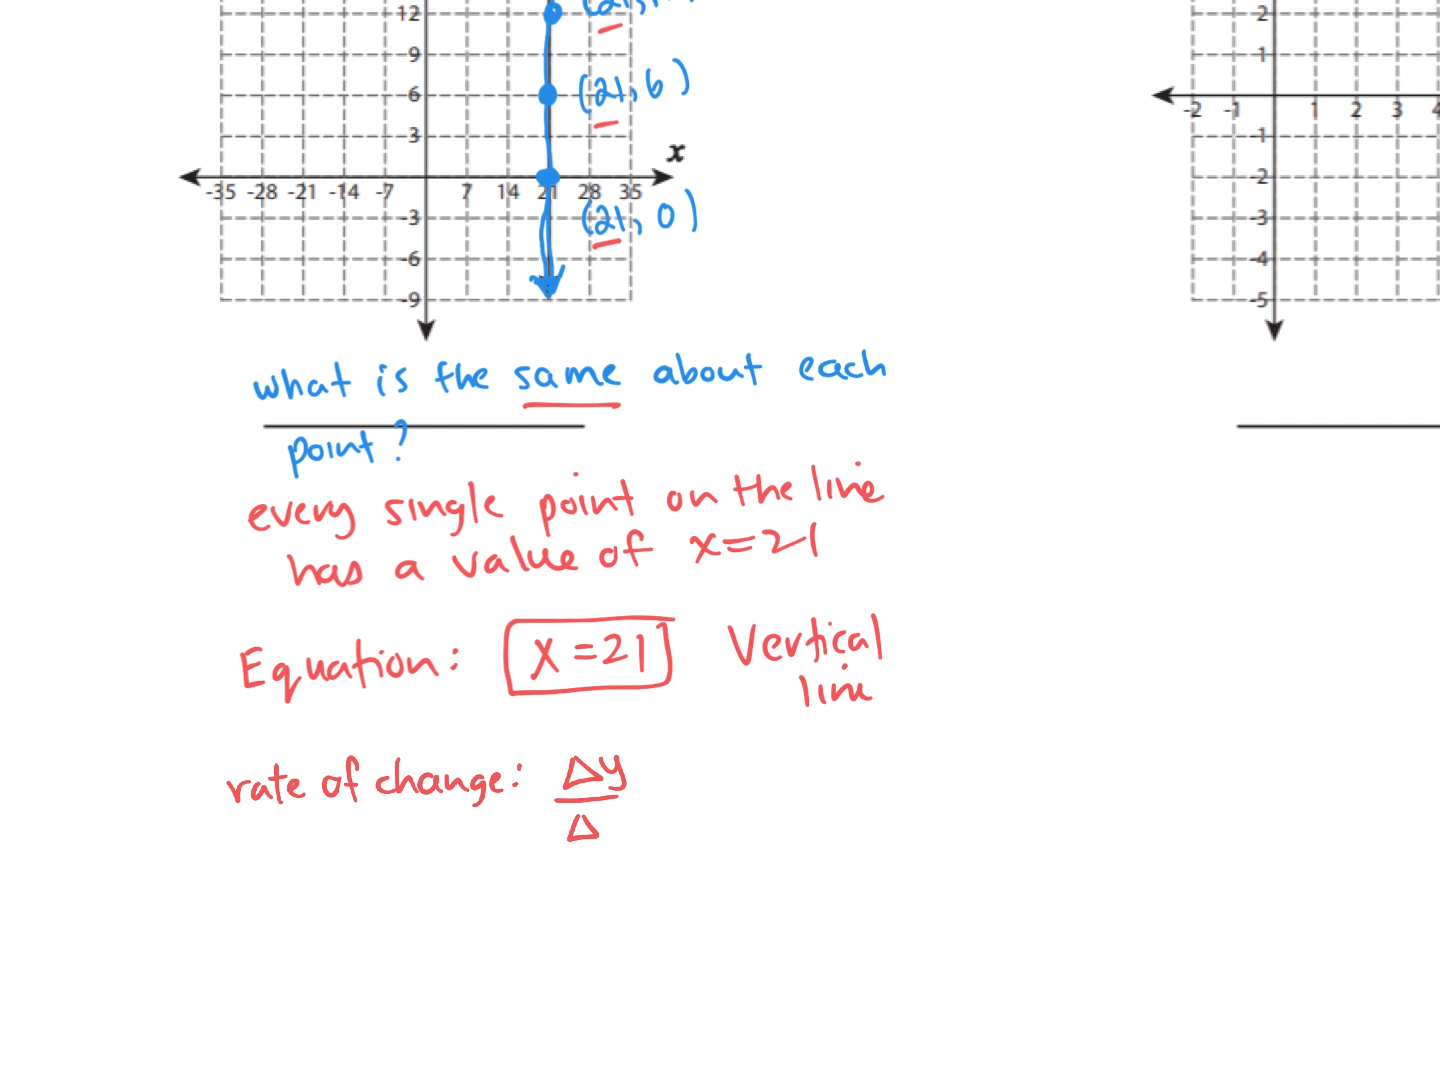 12
9
6
3
-3
-6
-9
-35 -28 -21 -14 -7 7 14 21 28 35
x
(21, 6)
(21, 0)
2
1
-1
-2
-3
-4
-5
-2 -1 1 2 3 4
what is the same about each
point?
every single point on the line
has a value of x=21
Equation: x=21 Vertical
line
rate of change: Δy
Δ